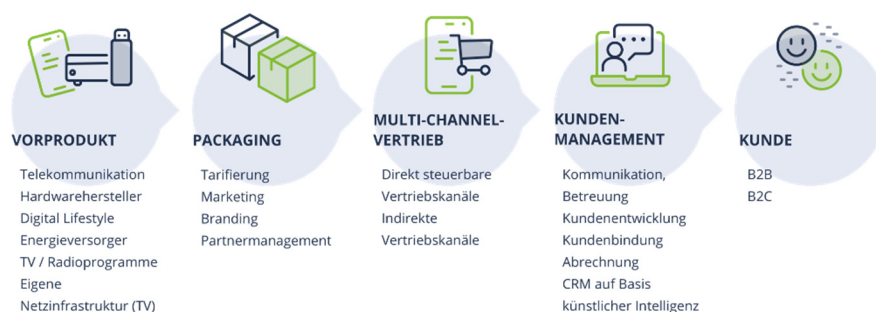 VORPRODUKT
Telekommunikation
Hardwarehersteller
Digital Lifestyle
Energieversorger
TV / Radioprogramme
Eigene
Netzinfrastruktur (TV)
PACKAGING
Tarifierung
Marketing
Branding
Partnermanagement
MULTI-CHANNEL-
VERTRIEB
Direkt steuerbare
Vertriebskanäle
Indirekte
Vertriebskanäle
KUNDEN-
MANAGEMENT
Kommunikation,
Betreuung
Kundenentwicklung
Kundenbindung
Abrechnung
CRM auf Basis
künstlicher Intelligenz
KUNDE
B2B
B2C